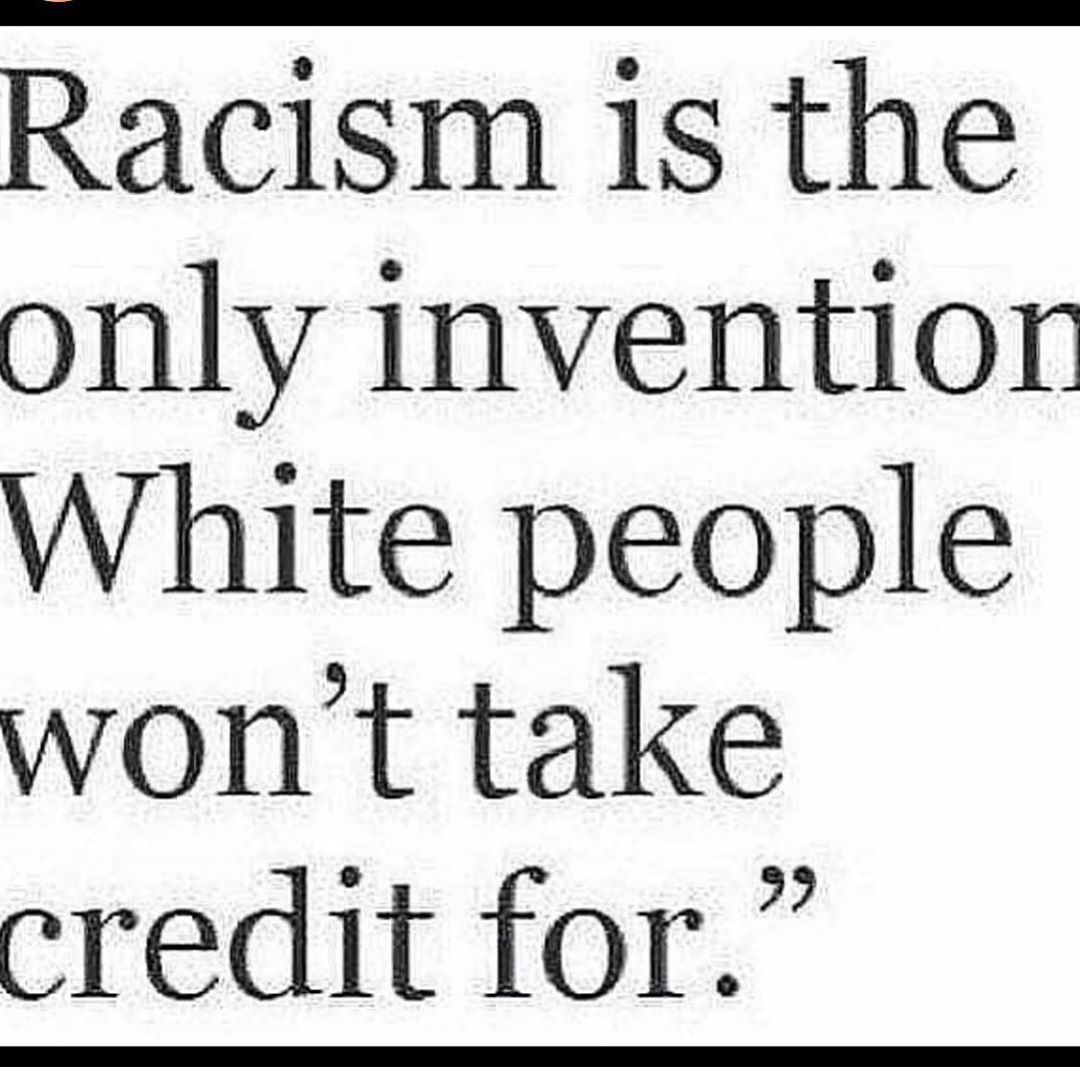 Racism is the
only invention
White people
won’t take
credit for.”